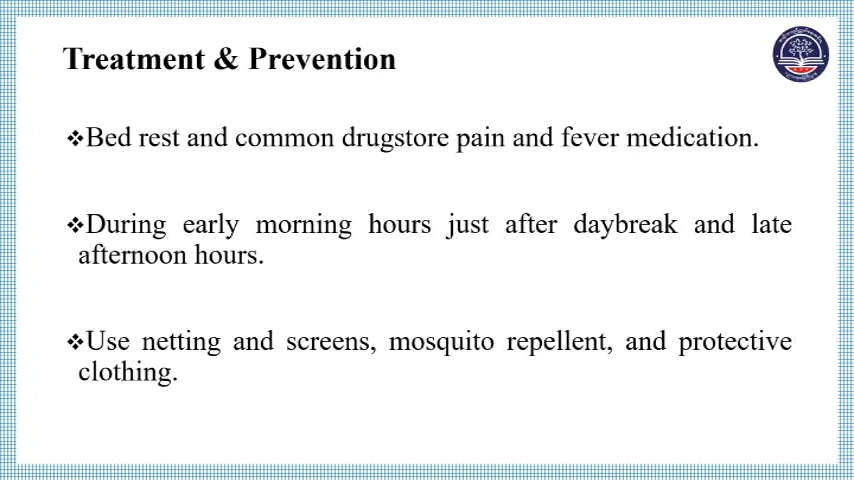 Treatment & Prevention
❖Bed rest and common drugstore pain and fever medication.
❖During early morning hours just after daybreak and late
afternoon hours.
❖Use netting and screens, mosquito repellent, and protective
clothing.